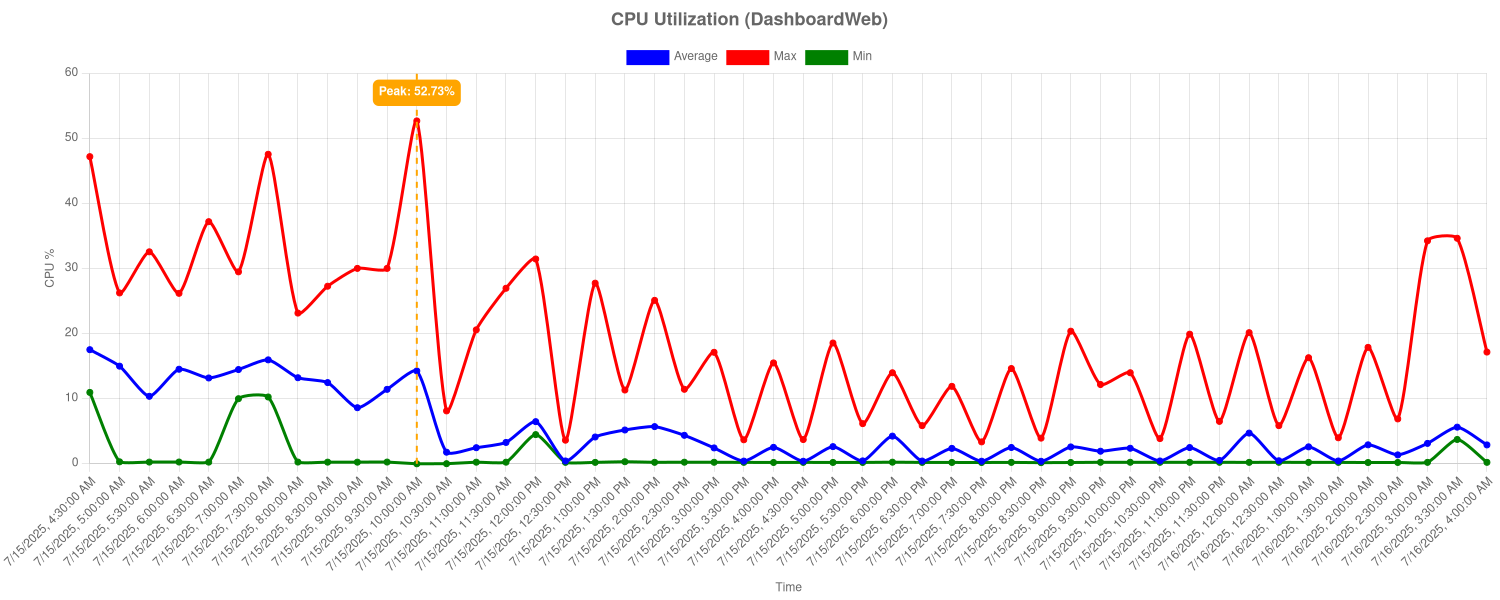 CPU Utilization (DashboardWeb)
Average Max Min
Peak: 52.73%
60
50
40
30
20
10
0
CPU %
7/15/2025, 4:30:00 AM
7/15/2025, 5:00:00 AM
7/15/2025, 5:30:00 AM
7/15/2025, 6:00:00 AM
7/15/2025, 6:30:00 AM
7/15/2025, 7:00:00 AM
7/15/2025, 7:30:00 AM
7/15/2025, 8:00:00 AM
7/15/2025, 8:30:00 AM
7/15/2025, 9:00:00 AM
7/15/2025, 9:30:00 AM
7/15/2025, 10:00:00 AM
7/15/2025, 10:30:00 AM
7/15/2025, 11:00:00 AM
7/15/2025, 11:30:00 AM
7/15/2025, 12:00:00 PM
7/15/2025, 12:30:00 PM
7/15/2025, 1:00:00 PM
7/15/2025, 1:30:00 PM
7/15/2025, 2:00:00 PM
7/15/2025, 2:30:00 PM
7/15/2025, 3:00:00 PM
7/15/2025, 3:30:00 PM
7/15/2025, 4:00:00 PM
7/15/2025, 4:30:00 PM
7/15/2025, 5:00:00 PM
7/15/2025, 5:30:00 PM
7/15/2025, 6:00:00 PM
7/15/2025, 6:30:00 PM
7/15/2025, 7:00:00 PM
7/15/2025, 7:30:00 PM
7/15/2025, 8:00:00 PM
7/15/2025, 8:30:00 PM
7/15/2025, 9:00:00 PM
7/15/2025, 9:30:00 PM
7/15/2025, 10:00:00 PM
7/15/2025, 10:30:00 PM
7/15/2025, 11:00:00 PM
7/15/2025, 11:30:00 PM
7/16/2025, 12:00:00 AM
7/16/2025, 12:30:00 AM
7/16/2025, 1:00:00 AM
7/16/2025, 1:30:00 AM
7/16/2025, 2:00:00 AM
7/16/2025, 2:30:00 AM
7/16/2025, 3:00:00 AM
7/16/2025, 3:30:00 AM
7/16/2025, 4:00:00 AM
Time